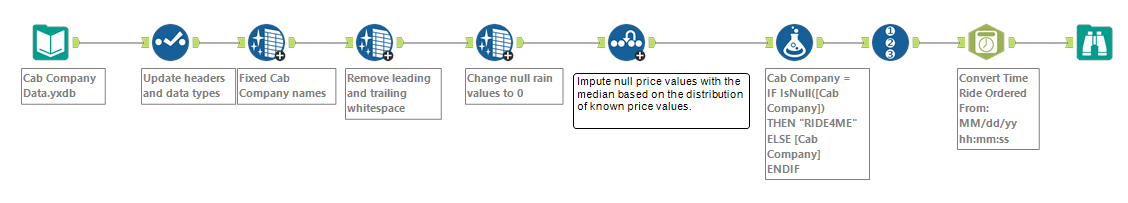 Cab Company
Data.yxdb
Update headers
and data types
Fixed Cab
Company names
Remove leading
and trailing
whitespace
Change null rain
values to 0
Impute null price values with the
median based on the distribution
of known price values.
Cab Company =
IF IsNull([Cab
Company])
THEN "RIDE4ME"
ELSE [Cab
Company]
ENDIF
1
2
3
Convert Time
Ride Ordered
From:
MM/dd/yy
hh:mm:ss